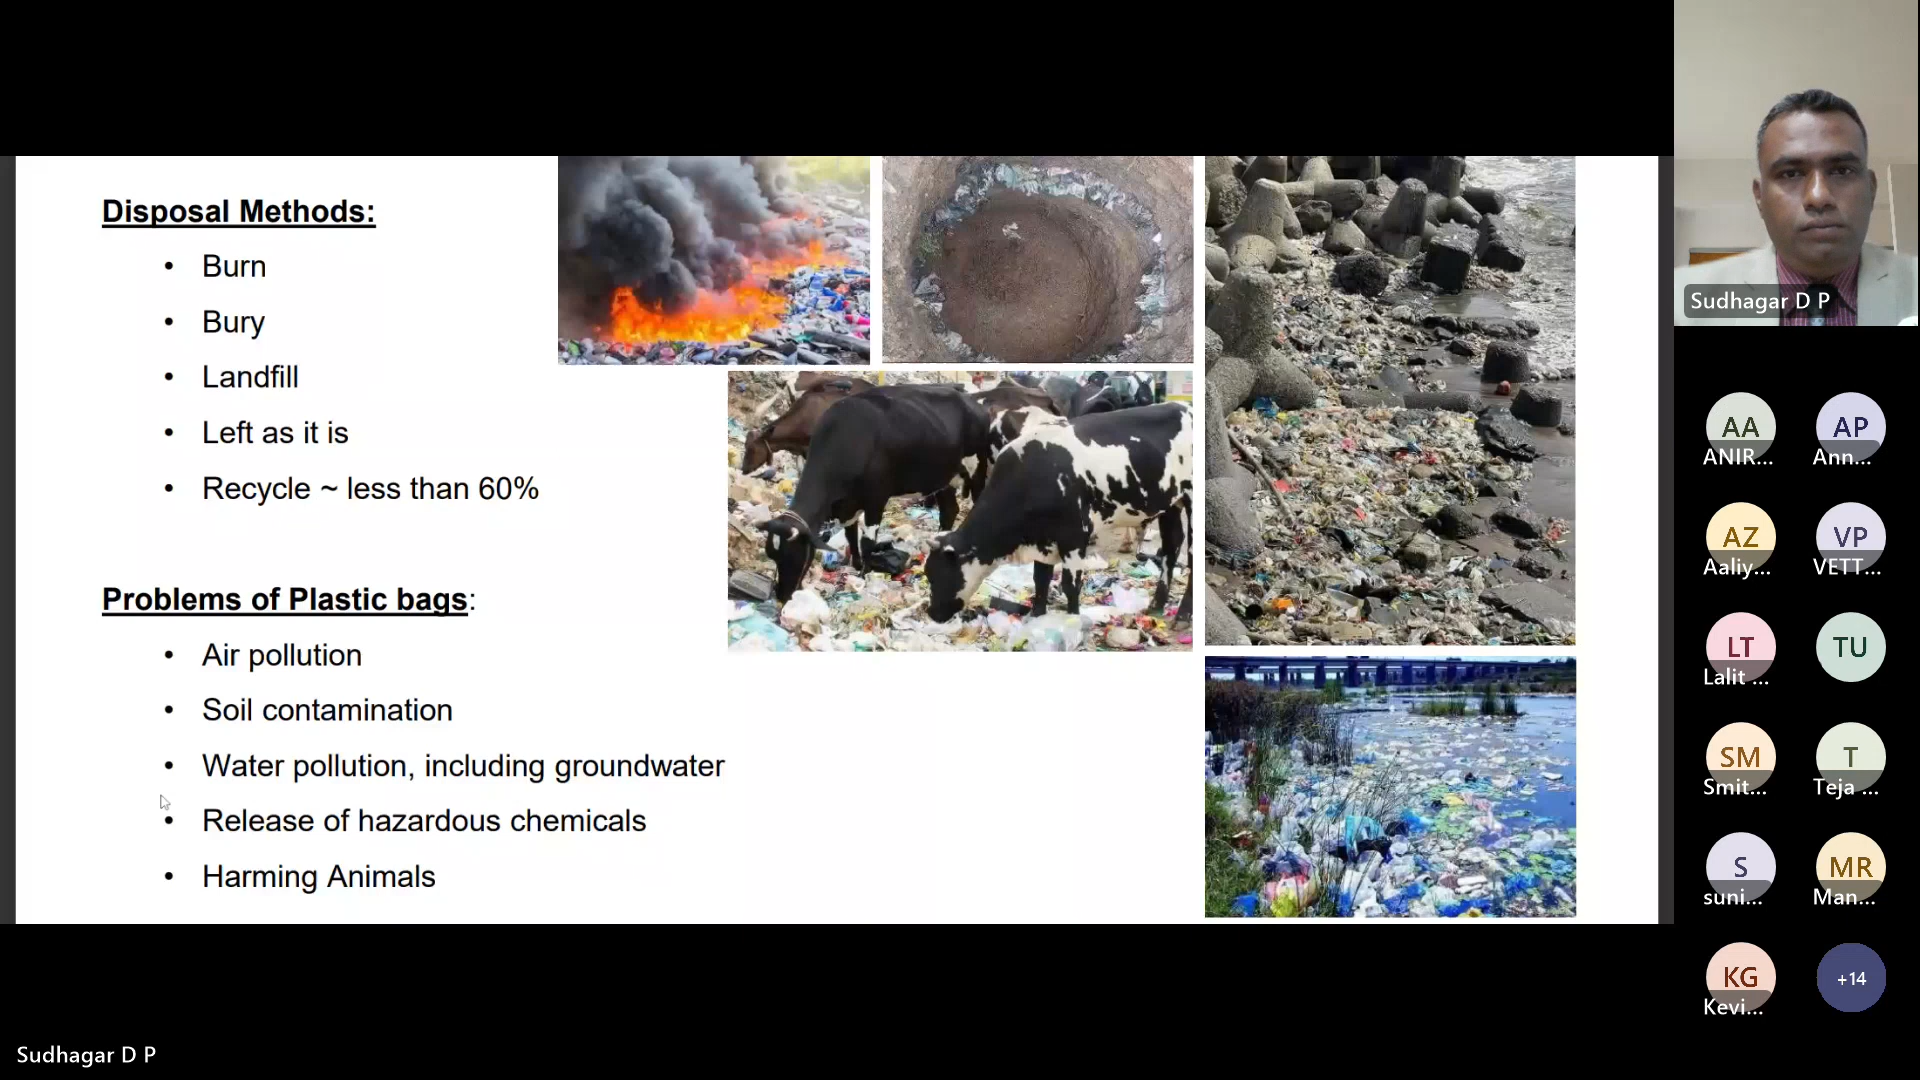 Disposal Methods:
• Burn
• Bury
• Landfill
• Left as it is
• Recycle ~ less than 60%
Problems of Plastic bags:
• Air pollution
• Soil contamination
• Water pollution, including groundwater
• Release of hazardous chemicals
• Harming Animals
Sudhagar D P
AA
ANIR...
AP
Ann...
AZ
Aaliy...
VP
VETT...
LT
Lalit ...
TU
SM
Smit...
T
Teja ...
S
suni...
MR
Man...
KG
Kevi...
+14
Sudhagar D P